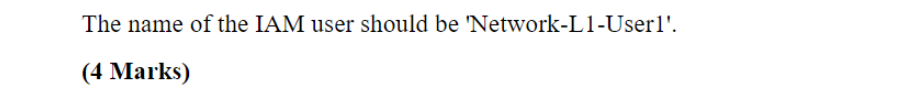 The name of the IAM user should be 'Network-L1-User1'.
(4 Marks)